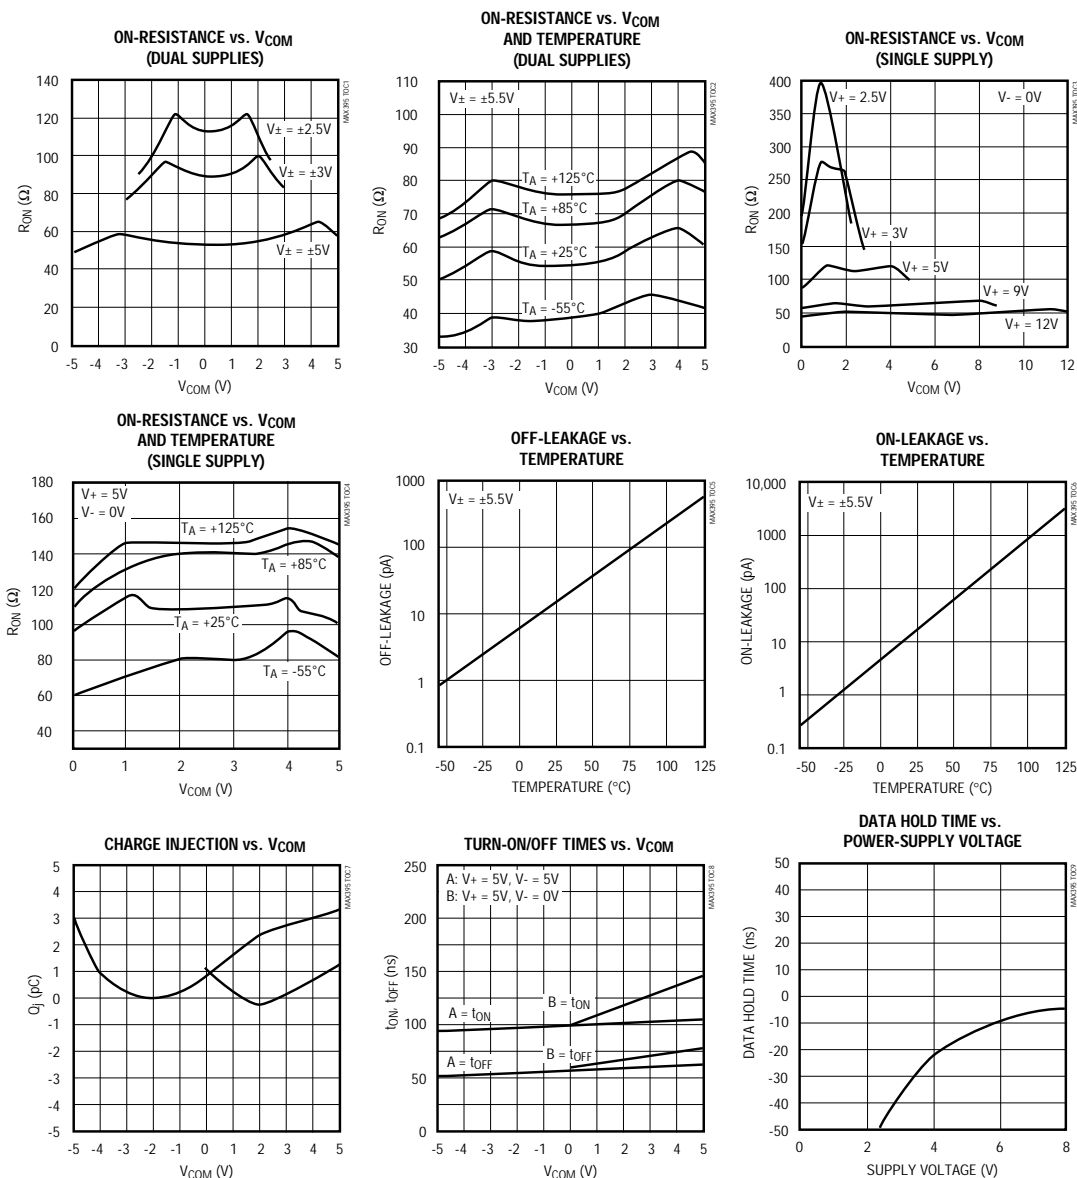 ON-RESISTANCE vs. VCOM
(DUAL SUPPLIES)
140
120
100
80
60
40
20
0
RON (Ω)
V± = ±2.5V
V± = ±3V
V± = ±5V
-5 -4 -3 -2 -1 0 1 2 3 4 5
VCOM (V)
MAX395 TOC1
ON-RESISTANCE vs. VCOM
AND TEMPERATURE
(DUAL SUPPLIES)
110
100
90
80
70
60
50
40
30
RON (Ω)
V± = ±5.5V
TA = +125°C
TA = +85°C
TA = +25°C
TA = -55°C
-5 -4 -3 -2 -1 0 1 2 3 4 5
VCOM (V)
MAX395 TOC2
ON-RESISTANCE vs. VCOM
(SINGLE SUPPLY)
400
350
300
250
200
150
100
50
0
RON (Ω)
V+ = 2.5V
V- = 0V
V+ = 3V
V+ = 5V
V+ = 9V
V+ = 12V
0 2 4 6 8 10 12
VCOM (V)
MAX395 TOC3
ON-RESISTANCE vs. VCOM
AND TEMPERATURE
(SINGLE SUPPLY)
180
160
140
120
100
80
60
40
RON (Ω)
V+ = 5V
V- = 0V
TA = +125°C
TA = +85°C
TA = +25°C
TA = -55°C
0 1 2 3 4 5
VCOM (V)
MAX395 TOC4
OFF-LEAKAGE vs.
TEMPERATURE
1000
100
10
1
0.1
OFF-LEAKAGE (pA)
V± = ±5.5V
-50 -25 0 25 50 75 100 125
TEMPERATURE (°C)
MAX395 TOC5
ON-LEAKAGE vs.
TEMPERATURE
10,000
1000
100
10
1
0.1
ON-LEAKAGE (pA)
V± = ±5.5V
-50 -25 0 25 50 75 100 125
TEMPERATURE (°C)
MAX395 TOC6
CHARGE INJECTION vs. VCOM
5
4
3
2
1
0
-1
-2
-3
-4
-5
Qj (pC)
-5 -4 -3 -2 -1 0 1 2 3 4 5
VCOM (V)
MAX395 TOC7
TURN-ON/OFF TIMES vs. VCOM
250
200
150
100
50
0
tON, tOFF (ns)
A: V+ = 5V, V- = 5V
B: V+ = 5V, V- = 0V
B = tON
A = tON
B = tOFF
A = tOFF
-5 -4 -3 -2 -1 0 1 2 3 4 5
VCOM (V)
MAX395 TOC8
DATA HOLD TIME vs.
POWER-SUPPLY VOLTAGE
50
40
30
20
10
0
-10
-20
-30
-40
-50
DATA HOLD TIME (ns)
0 2 4 6 8
SUPPLY VOLTAGE (V)
MAX395 TOC9